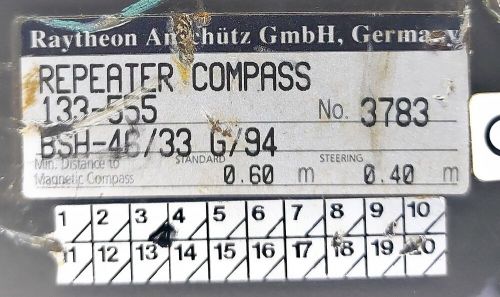 Raytheon Anschütz GmbH, Germany
REPEATER COMPASS
133-555 No. 3783
BSH-46/33 G/94
Min. Distance to STANDARD STEERING
Magnetic Compass 0.60 m 0.40 m
1 2 3 4 5 6 7 8 9 10
11 12 13 14 15 16 17 18 19 20